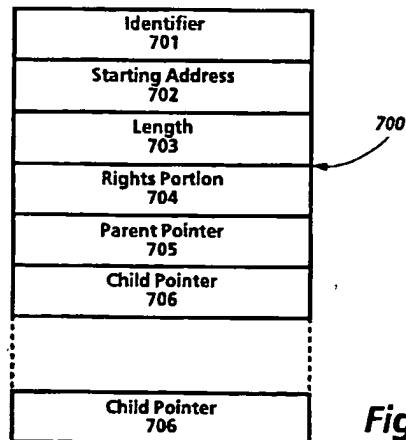 Identifier
701
Starting Address
702
Length
703
700
Rights Portion
704
Parent Pointer
705
Child Pointer
706
Child Pointer
706
Fig